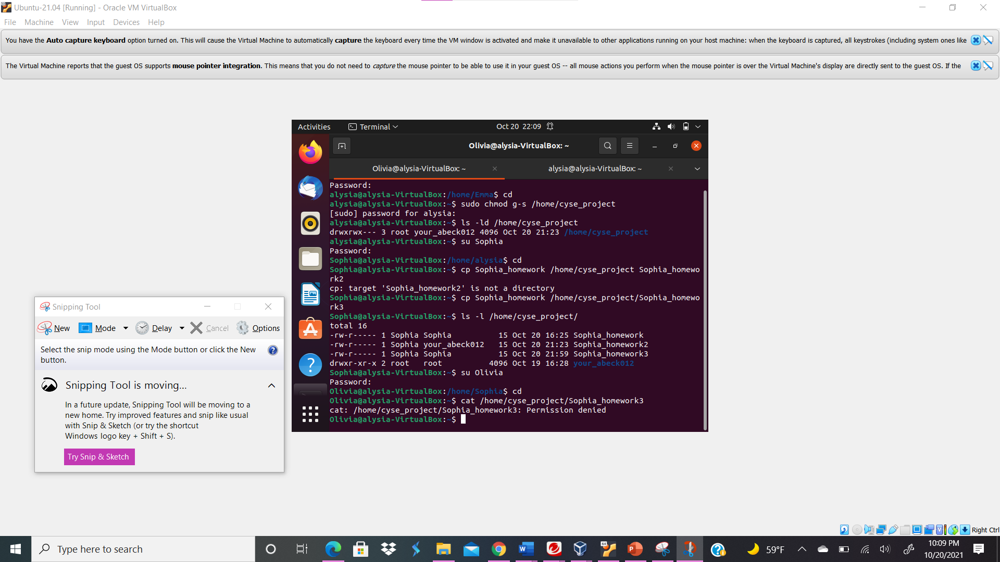 Ubuntu-21.04 [Running] - Oracle VM VirtualBox
File Machine View Input Devices Help
You have the Auto capture keyboard option turned on. This will cause the Virtual Machine to automatically capture the keyboard every time the VM window is activated and make it unavailable to other applications running on your host machine: when the keyboard is captured, all keystrokes (including system ones like
The Virtual Machine reports that the guest OS supports mouse pointer integration. This means that you do not need to capture the mouse pointer to be able to use it in your guest OS -- all mouse actions you perform when the mouse pointer is over the Virtual Machine's display are directly sent to the guest OS. If the
Activities Terminal Oct 20 22:09
Olivia@alysia-VirtualBox: ~
Olivia@alysia-VirtualBox: ~ alysia@alysia-VirtualBox: ~
Password:
alysia@alysia-VirtualBox:/home/Emma$ cd
alysia@alysia-VirtualBox:~$ sudo chmod g-s /home/cyse_project
[sudo] password for alysia:
alysia@alysia-VirtualBox:~$ ls -ld /home/cyse_project
drwxrwx--- 3 root your_abeck012 4096 Oct 20 21:23 /home/cyse_project
alysia@alysia-VirtualBox:~$ su Sophia
Password:
Sophia@alysia-VirtualBox:/home/alysia$ cd
Sophia@alysia-VirtualBox:~$ cp Sophia_homework /home/cyse_project Sophia_homewo
rk2
cp: target 'Sophia_homework2' is not a directory
Sophia@alysia-VirtualBox:~$ cp Sophia_homework /home/cyse_project/Sophia_homewo
rk3
Sophia@alysia-VirtualBox:~$ ls -l /home/cyse_project/
total 16
-rw-r----- 1 Sophia Sophia 15 Oct 20 16:25 Sophia_homework
-rw-r----- 1 Sophia your_abeck012 15 Oct 20 21:23 Sophia_homework2
-rw-r----- 1 Sophia Sophia 15 Oct 20 21:59 Sophia_homework3
drwxr-xr-x 2 root root 4096 Oct 19 16:28 your_abeck012
Sophia@alysia-VirtualBox:~$ su Olivia
Password:
Olivia@alysia-VirtualBox:/home/Sophia$ cd
Olivia@alysia-VirtualBox:~$ cat /home/cyse_project/Sophia_homework3
cat: /home/cyse_project/Sophia_homework3: Permission denied
Olivia@alysia-VirtualBox:~$
Snipping Tool
New Mode Delay Cancel Options
Select the snip mode using the Mode button or click the New
button.
Snipping Tool is moving...
In a future update, Snipping Tool will be moving to a
new home. Try improved features and snip like usual
with Snip & Sketch (or try the shortcut
Windows logo key + Shift + S).
Try Snip & Sketch
Right Ctrl
Type here to search
59°F
10:09 PM
10/20/2021